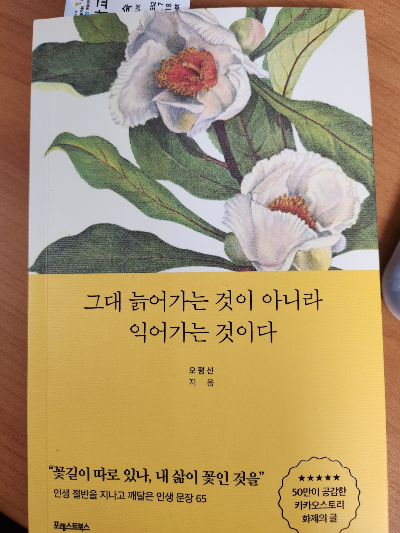 그대 늙어가는 것이 아니라
익어가는 것이다
오평선
지음
“꽃길이 따로 있나, 내 삶이 꽃인 것을”
인생 절반을 지나고 깨달은 인생 문장 65
포레스트북스
★★★★★
50만이 공감한
카카오스토리
화제의 글